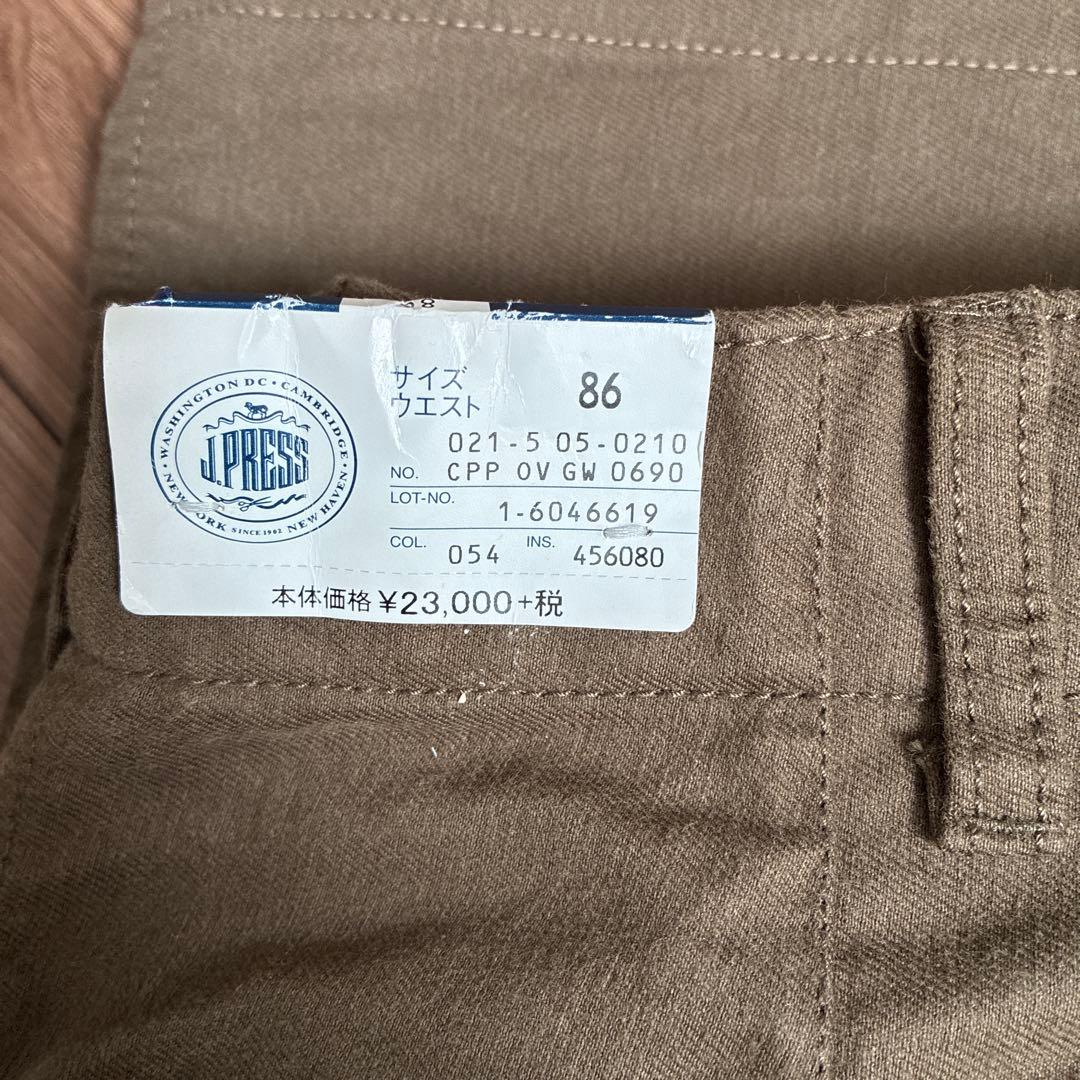 WASHINGTON DC • CAMBRIDGE • NEW HAVEN
NEW YORK
J.PRESS
SINCE 1902
サイズ
ウエスト
86
021-5 05-0210
NO. CPP OV GW 0690
LOT-NO. 1-6046619
COL. 054 INS. 456080
本体価格 ¥23,000+税